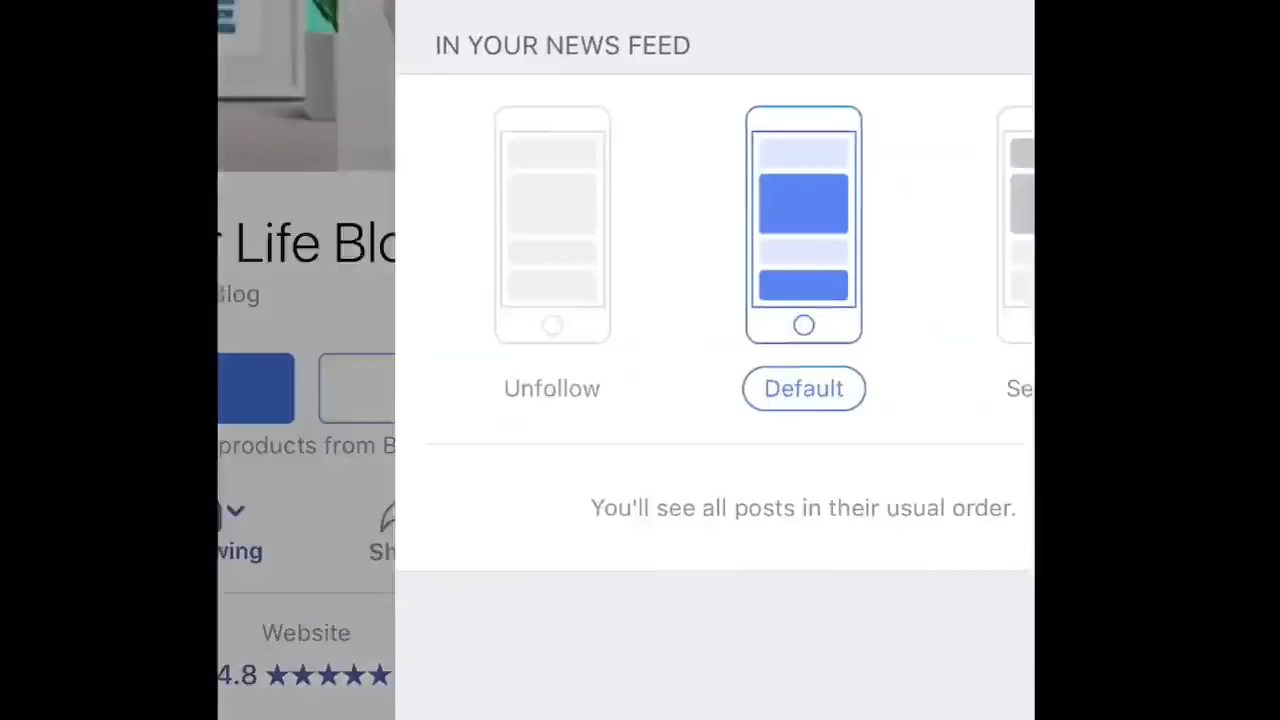 IN YOUR NEWS FEED
Life Blo
Blog
Unfollow
Default
Se
products from B
You'll see all posts in their usual order.
wing
Sh
Website
4.8 ★★★★★